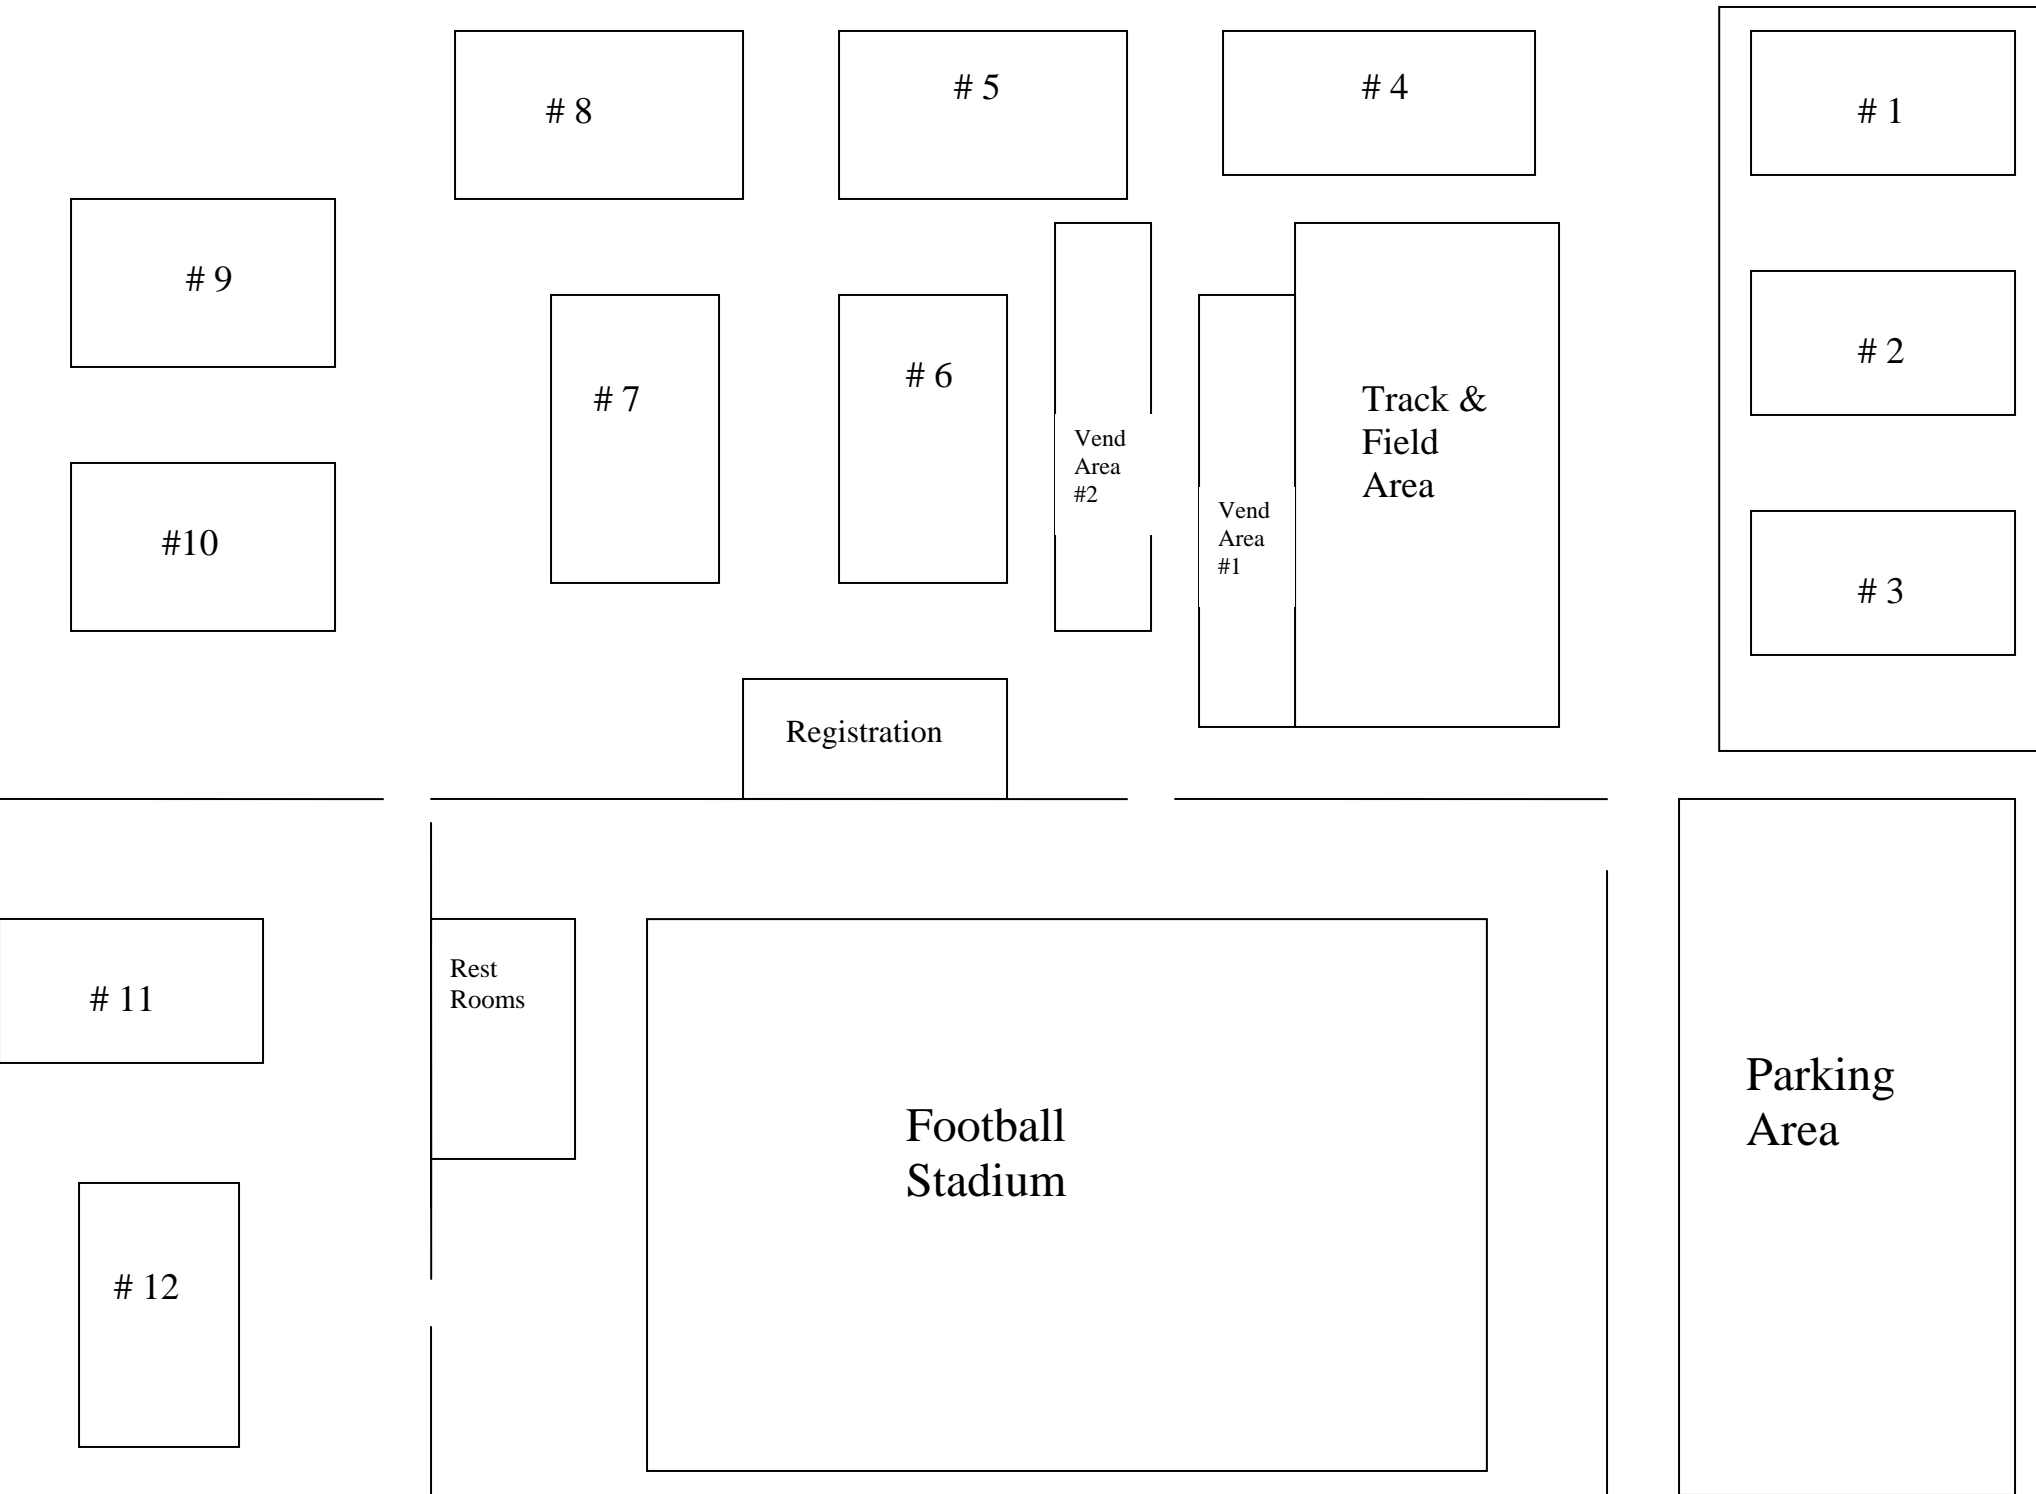 # 8
# 5
# 4
# 1
# 9
# 7
# 6
Vend
Area
#2
Vend
Area
#1
Track &
Field
Area
# 2
#10
# 3
Registration
# 11
Rest
Rooms
Football
Stadium
Parking
Area
# 12